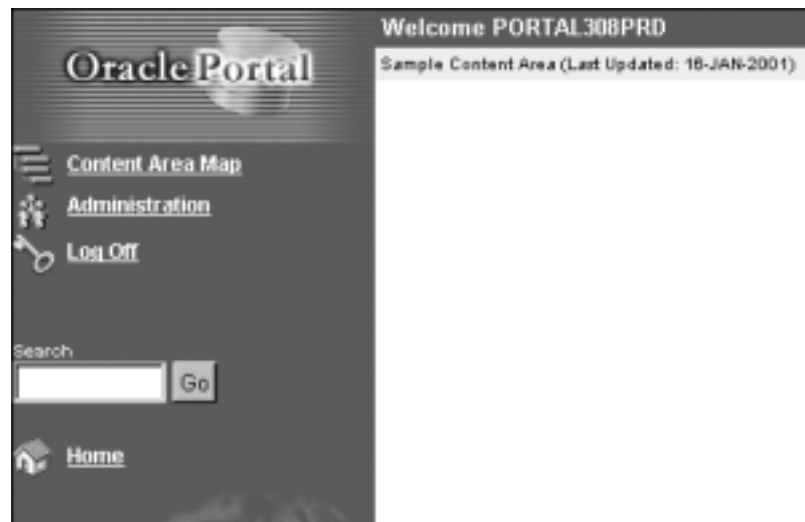 Oracle Portal
Content Area Map
Administration
Log Off
Search
Go
Home
Welcome PORTAL308PRD
Sample Content Area (Last Updated: 16-JAN-2001)